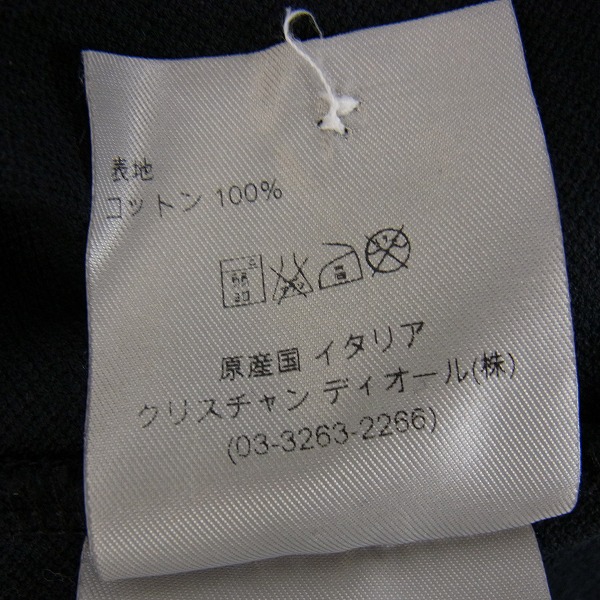 表地
コットン 100%
原産国 イタリア
クリスチャン ディオール(株)
(03-3263-2266)